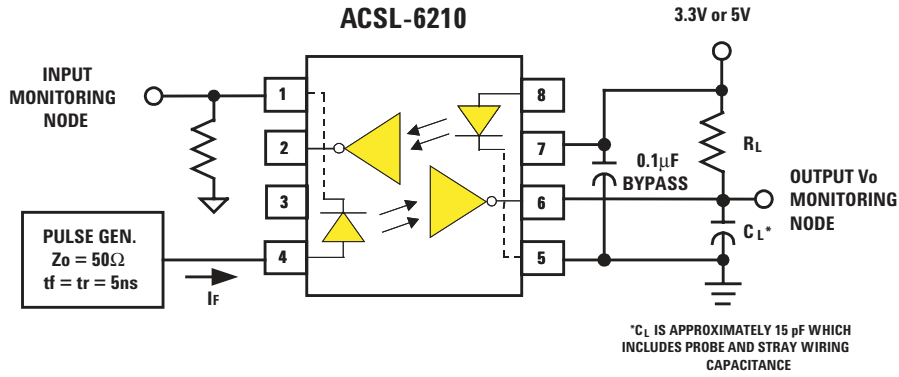 ACSL-6210
3.3V or 5V
INPUT
MONITORING
NODE
1
2
3
4
8
7
6
5
0.1µF
BYPASS
RL
OUTPUT Vo
MONITORING
NODE
CL*
PULSE GEN.
Zo = 50Ω
tf = tr = 5ns
IF
*CL IS APPROXIMATELY 15 pF WHICH
INCLUDES PROBE AND STRAY WIRING
CAPACITANCE